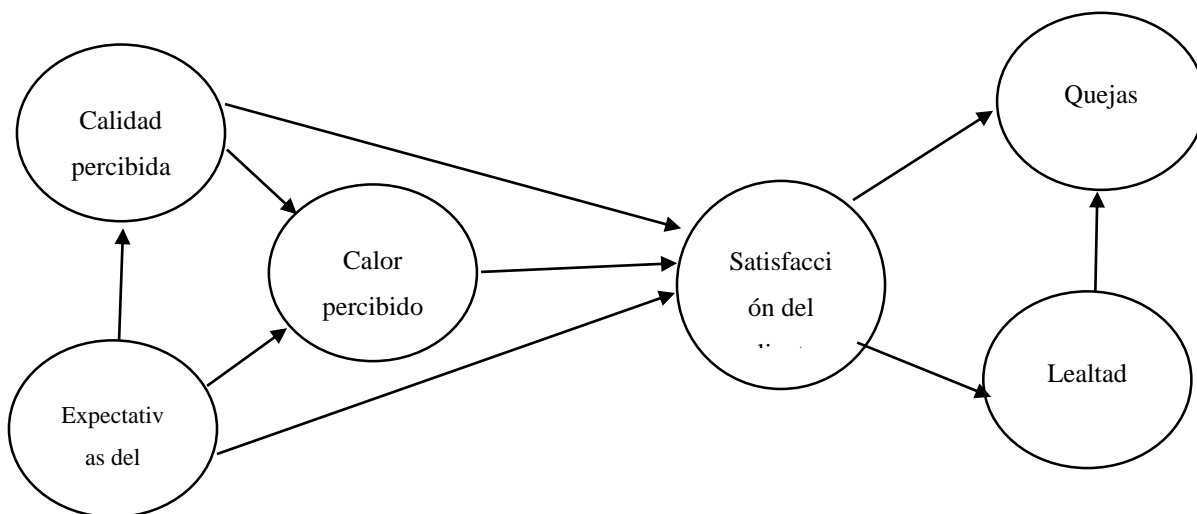 Calidad
percibida
Calor
percibido
Expectativ
as del
Satisfacci
ón del
Quejas
Lealtad